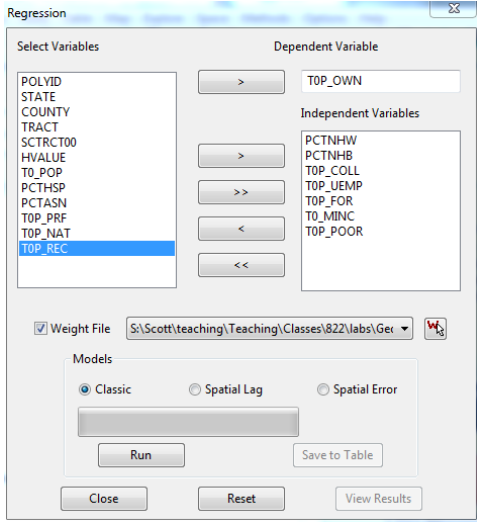 Regression
Select Variables
Dependent Variable
POLYID
STATE
COUNTY
TRACT
SCTRCT00
HVALUE
T0_POP
PCTHSP
PCTASN
T0P_PRF
T0P_NAT
T0P_REC
>
T0P_OWN
Independent Variables
>
>>
<
<<
PCTNHW
PCTNHB
T0P_COLL
T0P_UEMP
T0P_FOR
T0_MINC
T0P_POOR
Weight File S:\Scott\teaching\Teaching\Classes\822\labs\Geo
Models
Classic Spatial Lag Spatial Error
Run Save to Table
Close Reset View Results